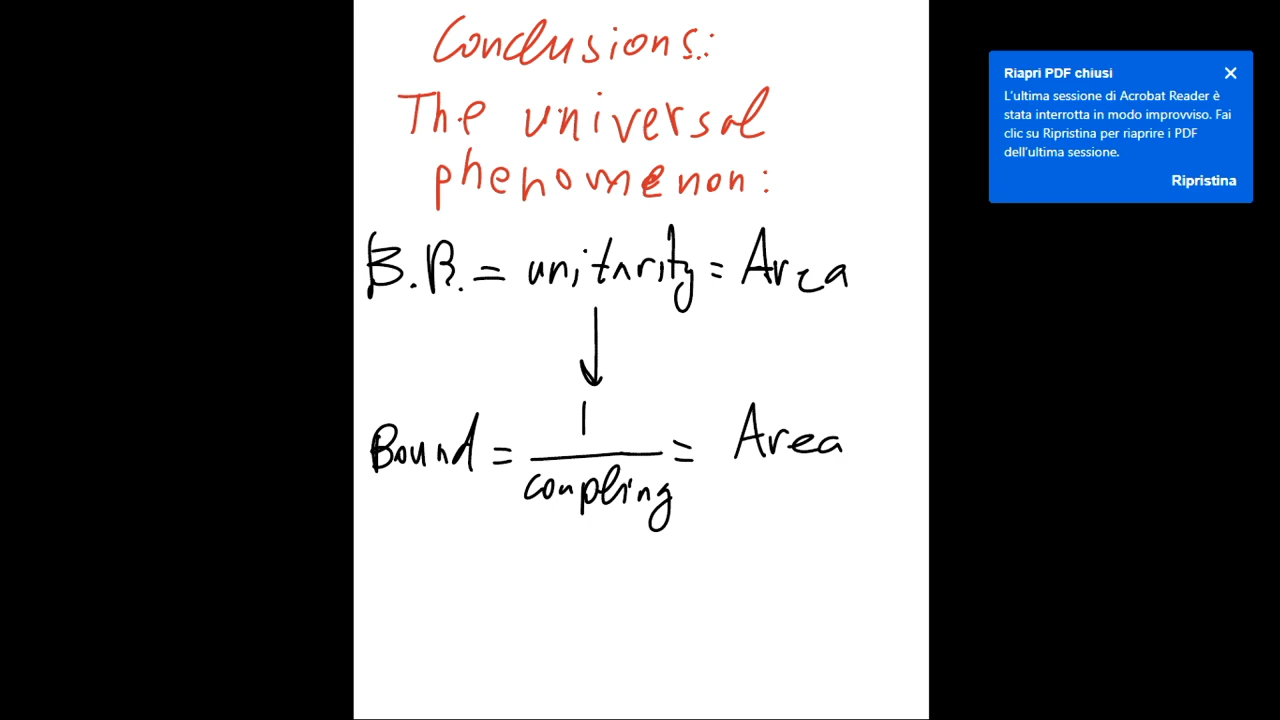 Conclusions:
The universal
phenomenon:
B.B. = unitarity = Area
Bound = 1/coupling = Area
Riapri PDF chiusi
L'ultima sessione di Acrobat Reader è
stata interrotta in modo improvviso. Fai
clic su Ripristina per riaprire i PDF
dell'ultima sessione.
Ripristina